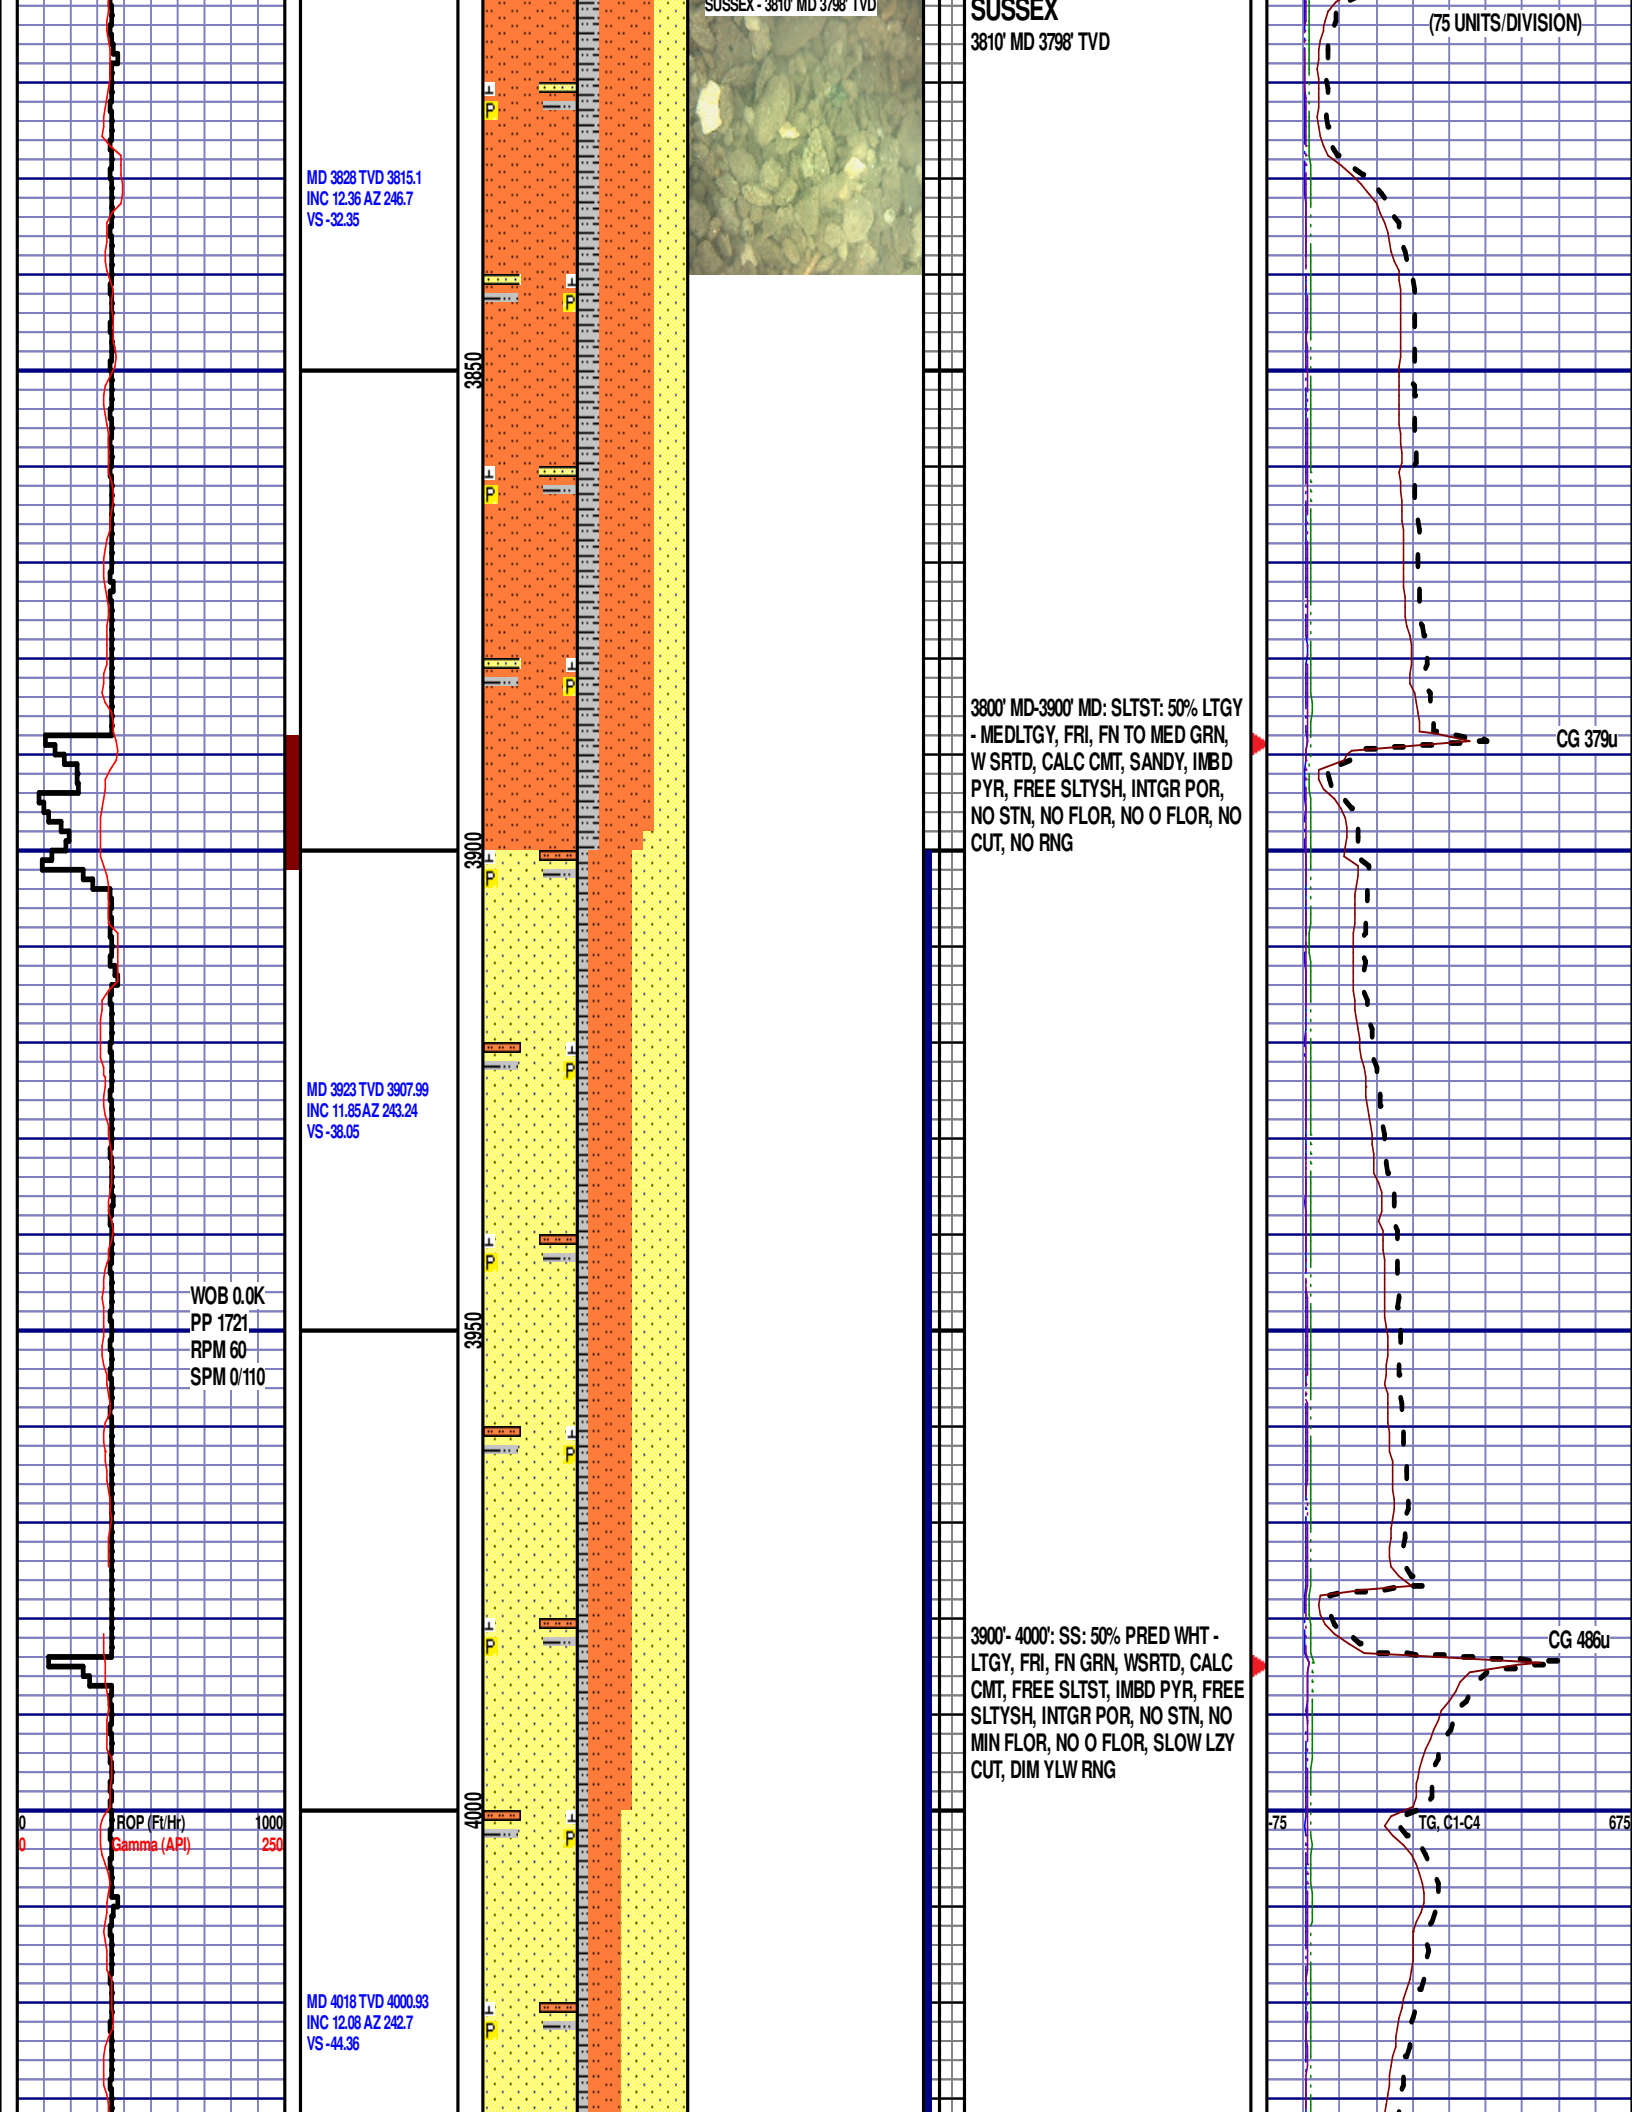 SUSSEX - 3810' MD 3798' TVD
SUSSEX
3810' MD 3798' TVD
(75 UNITS/DIVISION)
MD 3828 TVD 3815.1
INC 12.36 AZ 246.7
VS -32.35
3850
3800' MD-3900' MD: SLTST: 50% LTGY
- MEDLTGY, FRI, FN TO MED GRN,
W SRTD, CALC CMT, SANDY, IMBD
PYR, FREE SLTYSH, INTGR POR,
NO STN, NO FLOR, NO O FLOR, NO
CUT, NO RNG
CG 379u
3900
MD 3923 TVD 3907.99
INC 11.85 AZ 243.24
VS -38.05
WOB 0.0K
PP 1721
RPM 60
SPM 0/110
3950
3900'- 4000': SS: 50% PRED WHT -
LTGY, FRI, FN GRN, WSRTD, CALC
CMT, FREE SLTST, IMBD PYR, FREE
SLTYSH, INTGR POR, NO STN, NO
MIN FLOR, NO O FLOR, SLOW LZY
CUT, DIM YLW RNG
CG 486u
4000
0 ROP (Ft/Hr) 1000
0 Gamma (API) 250
-75 TG, C1-C4 675
MD 4018 TVD 4000.93
INC 12.08 AZ 242.7
VS -44.36
P
P
P
P
P
P
P
P
P
P
P